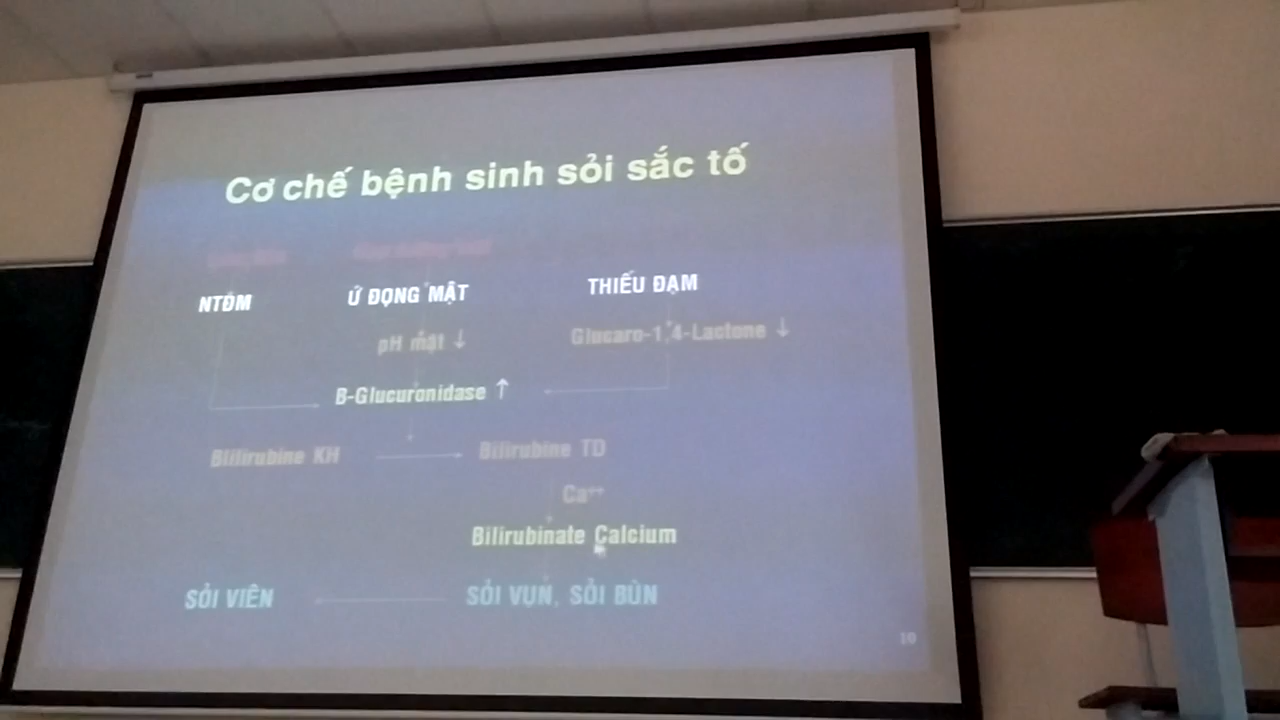 Cơ chế bệnh sinh sỏi sắc tố
NTĐM Ứ ĐỌNG MẬT THIẾU ĐẠM
pH mật ↓ Glucaro-1,4-Lactone ↓
B-Glucuronidase ↑
Blilirubine KH Bilirubine TD
Ca⁺⁺
Bilirubinate Calcium
SỎI VIÊN SỎI VỤN, SỎI BÙN
10